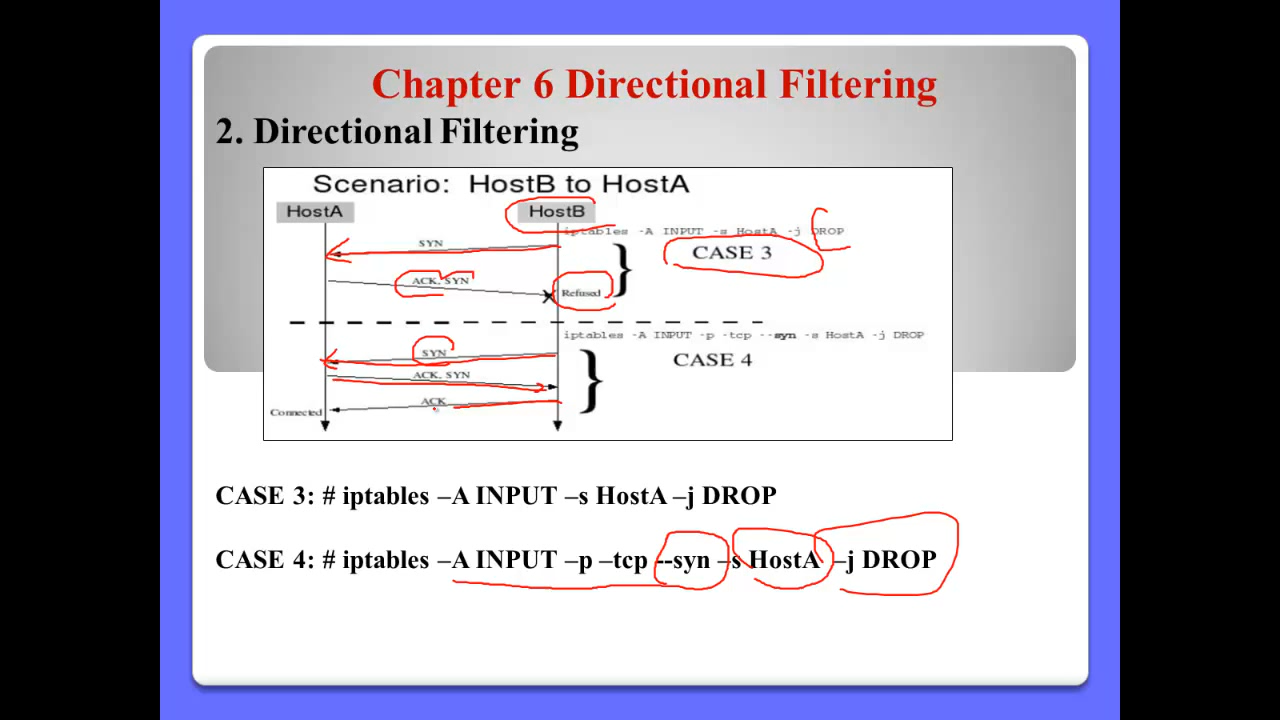 Chapter 6 Directional Filtering
2. Directional Filtering
Scenario: HostB to HostA
HostA HostB
iptables -A INPUT -s HostA -j DROP
SYN
CASE 3
ACK, SYN
Refused
iptables -A INPUT -p -tcp --syn -s HostA -j DROP
SYN
CASE 4
ACK, SYN
ACK
Connected
CASE 3: # iptables –A INPUT –s HostA –j DROP
CASE 4: # iptables –A INPUT –p –tcp --syn –s HostA –j DROP